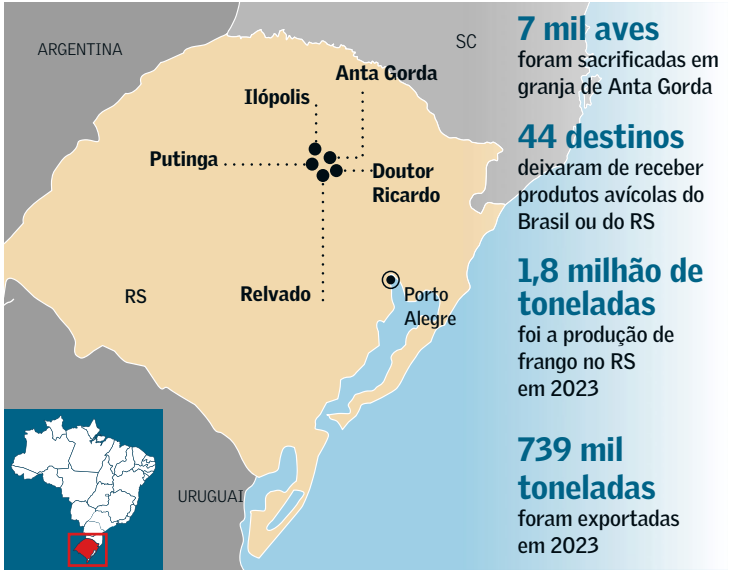 ARGENTINA
SC
Anta Gorda
Ilópolis
Putinga
Doutor
Ricardo
Relvado
RS
Porto
Alegre
URUGUAI
7 mil aves
foram sacrificadas em
granja de Anta Gorda
44 destinos
deixaram de receber
produtos avícolas do
Brasil ou do RS
1,8 milhão de
toneladas
foi a produção de
frango no RS
em 2023
739 mil
toneladas
foram exportadas
em 2023